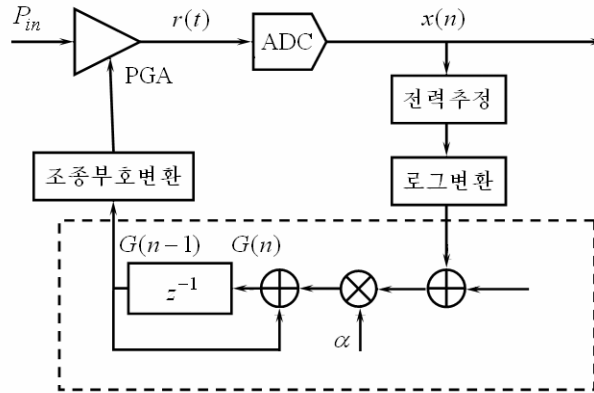 P_in
r(t)
ADC
x(n)
PGA
전력추정
조종부호변환
로그변환
G(n−1)
G(n)
z⁻¹
α